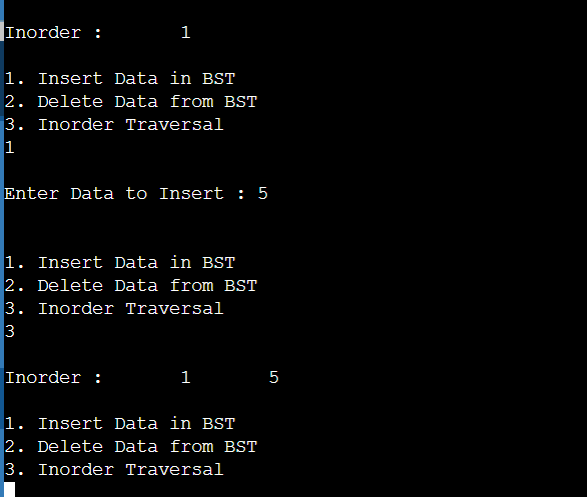 Inorder :       1
1. Insert Data in BST
2. Delete Data from BST
3. Inorder Traversal
1
Enter Data to Insert : 5
1. Insert Data in BST
2. Delete Data from BST
3. Inorder Traversal
3
Inorder :       1       5
1. Insert Data in BST
2. Delete Data from BST
3. Inorder Traversal